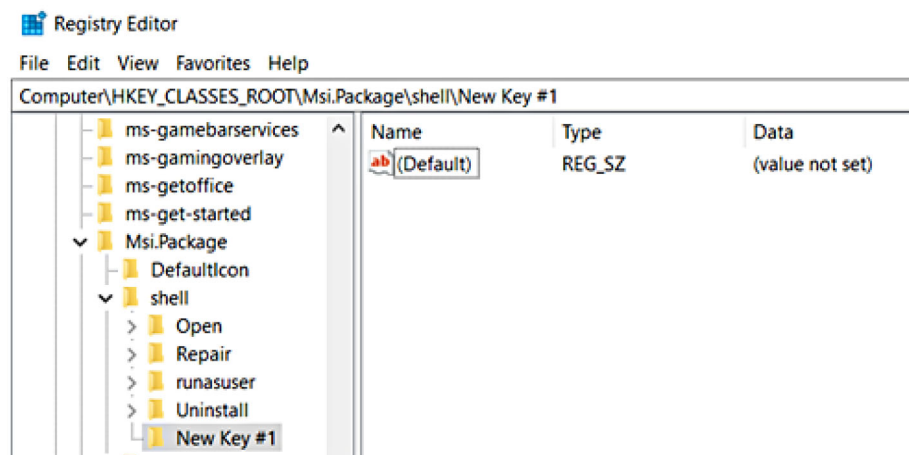 Registry Editor
File Edit View Favorites Help
Computer\HKEY_CLASSES_ROOT\Msi.Package\shell\New Key #1
ms-gamebarservices
ms-gamingoverlay
ms-getoffice
ms-get-started
Msi.Package
DefaultIcon
shell
Open
Repair
runasuser
Uninstall
New Key #1
Name Type Data
ab (Default) REG_SZ (value not set)